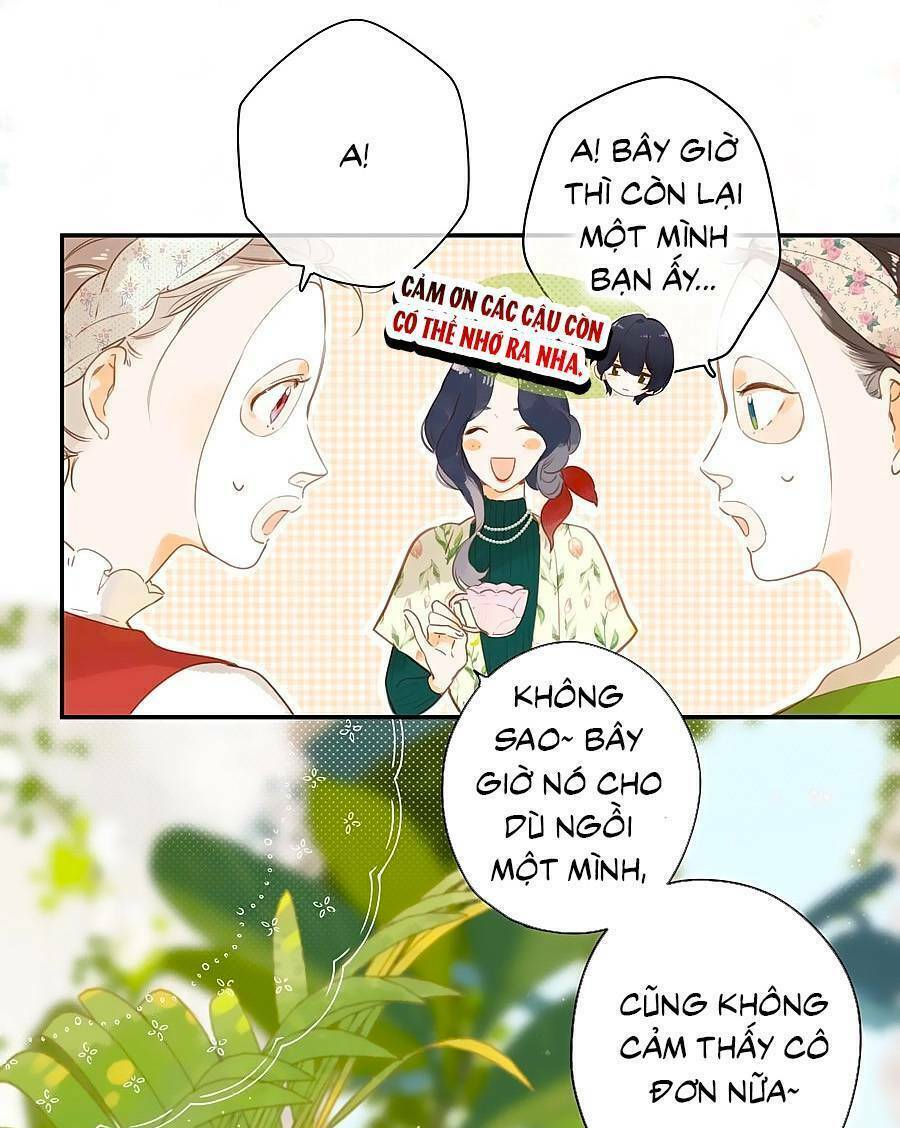 A!
A! BÂY GIỜ
THÌ CÒN LẠI
MỘT MÌNH
BẠN ẤY...
CẢM ƠN CÁC CẬU CÒN
CÓ THỂ NHỚ RA NHA.
KHÔNG
SAO~ BÂY
GIỜ NÓ CHO
DÙ NGỒI
MỘT MÌNH,
CŨNG KHÔNG
CẢM THẤY CÔ
ĐƠN NỮA~